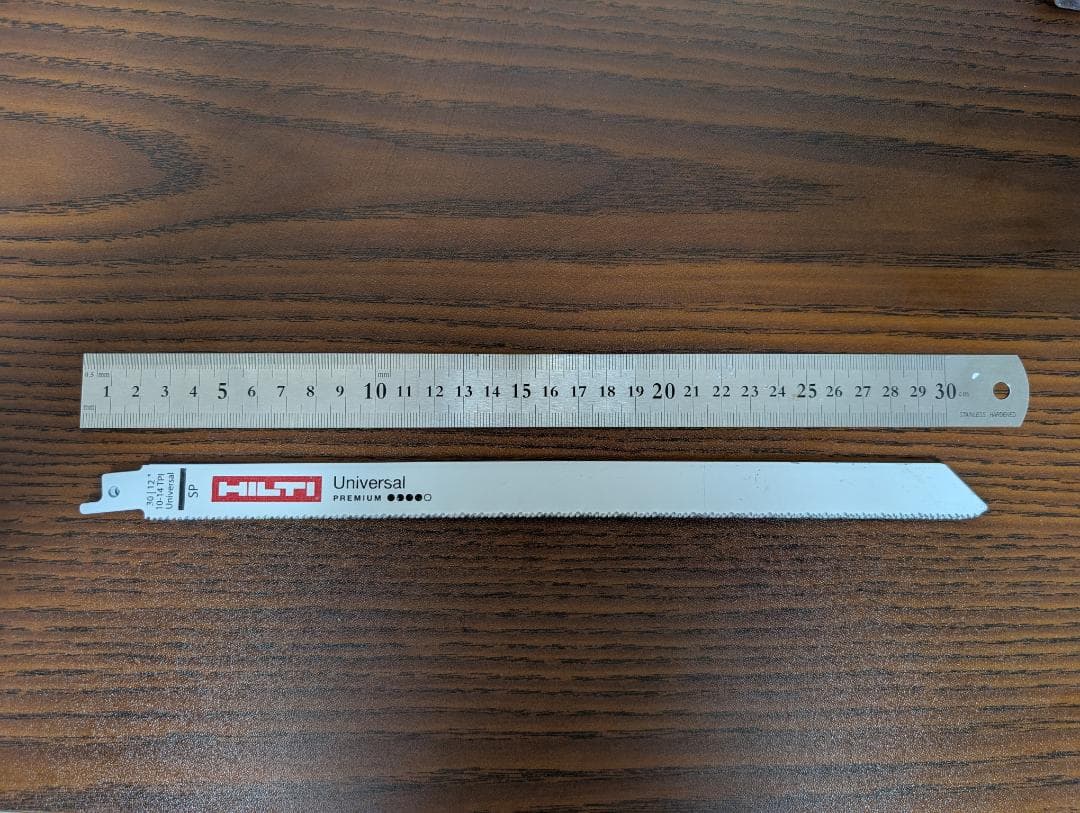 0.5 mm mm
1 2 3 4 5 6 7 8 9 10 11 12 13 14 15 16 17 18 19 20 21 22 23 24 25 26 27 28 29 30 cm
mm STAINLESS HARDENED
30 | 12"
10-14 TPI
Universal
SP
HILTI
Universal
PREMIUM